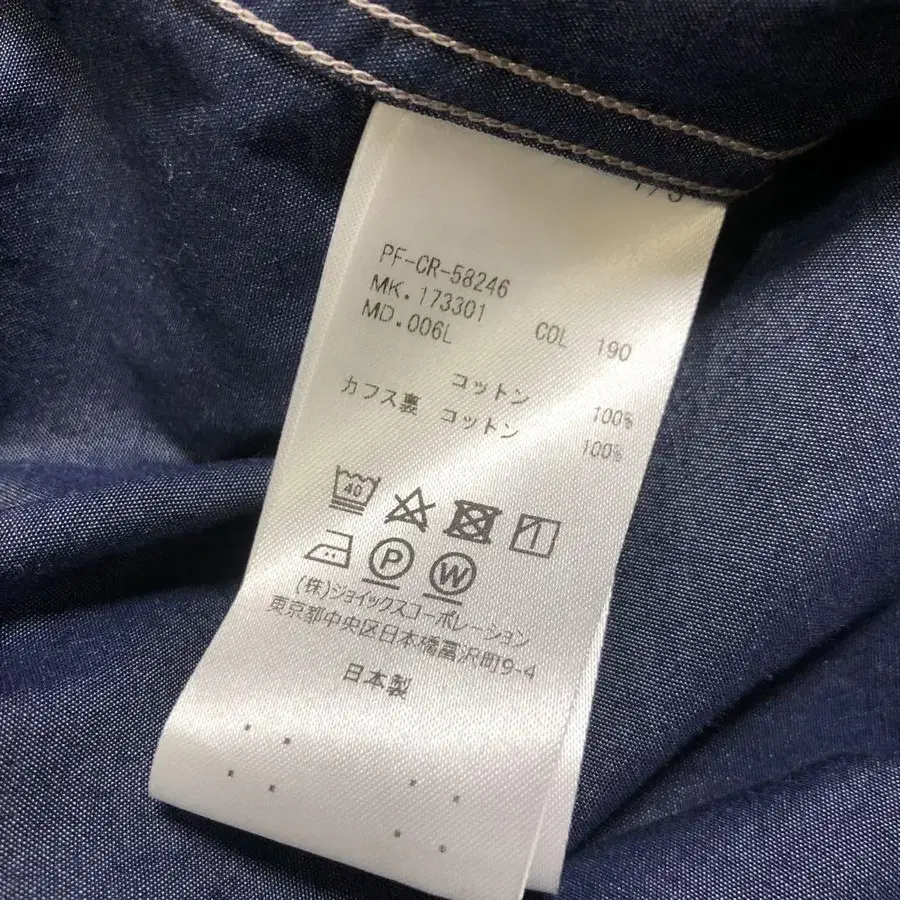 PF-CR-58246
MK.173301
MD.006L COL 190
コットン 100%
カフス裏 コットン 100%
40
P W
(株)ジョイックスコーポレーション
東京都中央区日本橋富沢町9-4
日本製